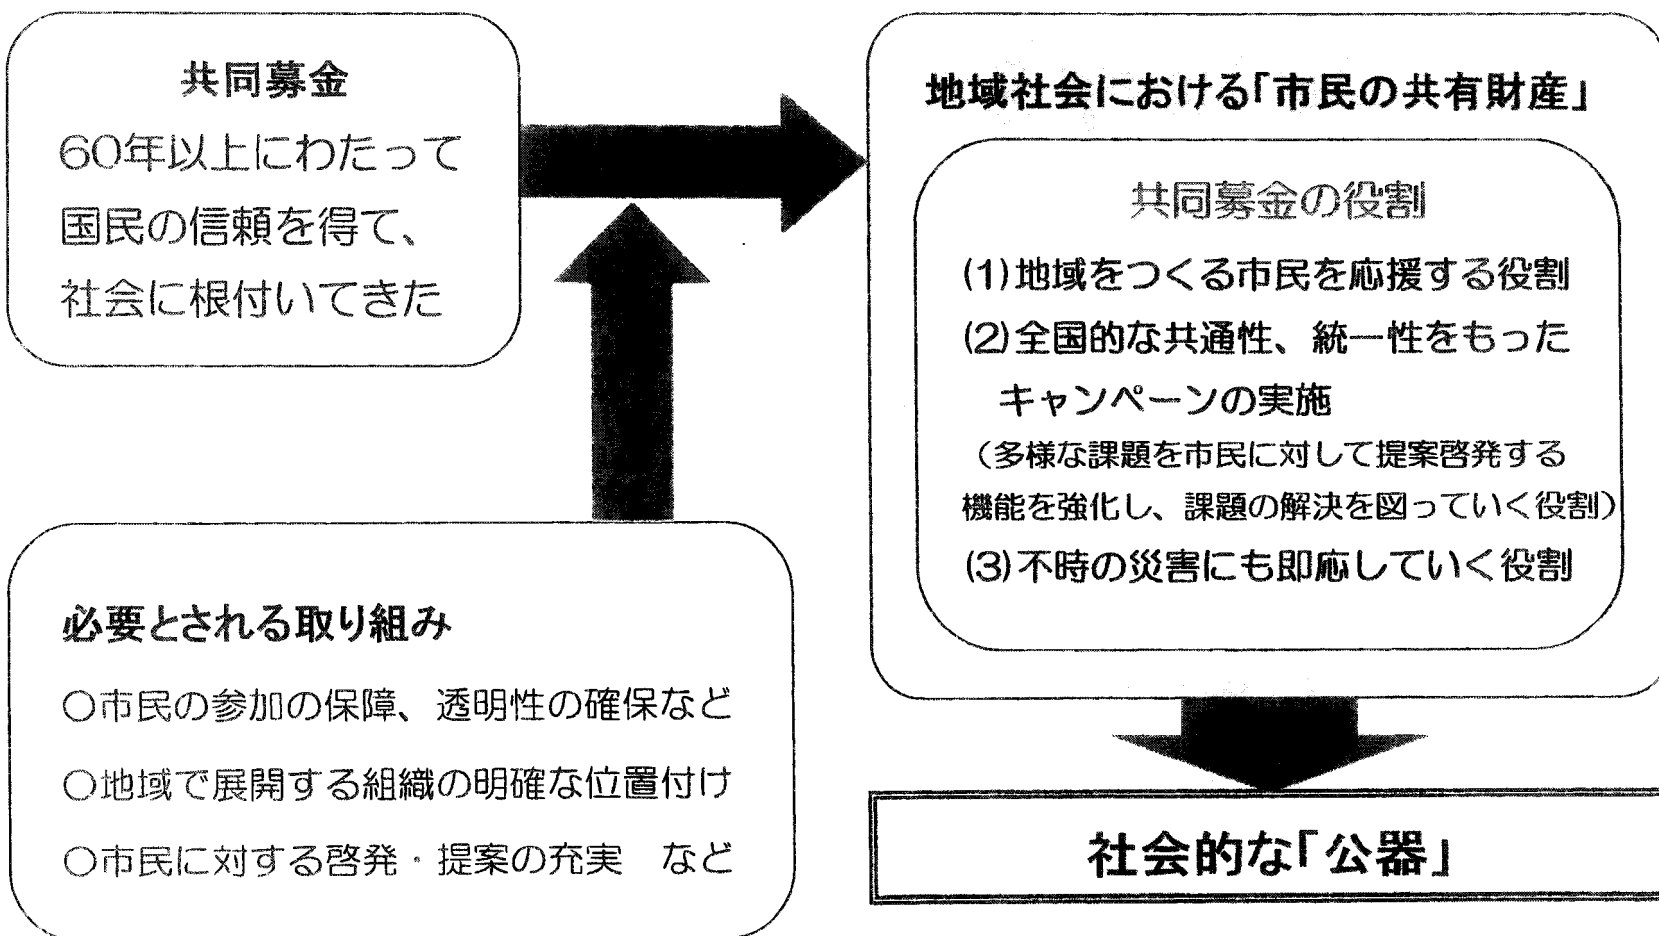 共同募金
60年以上にわたって
国民の信頼を得て、
社会に根付いてきた
必要とされる取り組み
○市民の参加の保障、透明性の確保など
○地域で展開する組織の明確な位置付け
○市民に対する啓発・提案の充実　など
地域社会における「市民の共有財産」
共同募金の役割
(1)地域をつくる市民を応援する役割
(2)全国的な共通性、統一性をもった
キャンペーンの実施
（多様な課題を市民に対して提案啓発する
機能を強化し、課題の解決を図っていく役割）
(3)不時の災害にも即応していく役割
社会的な「公器」